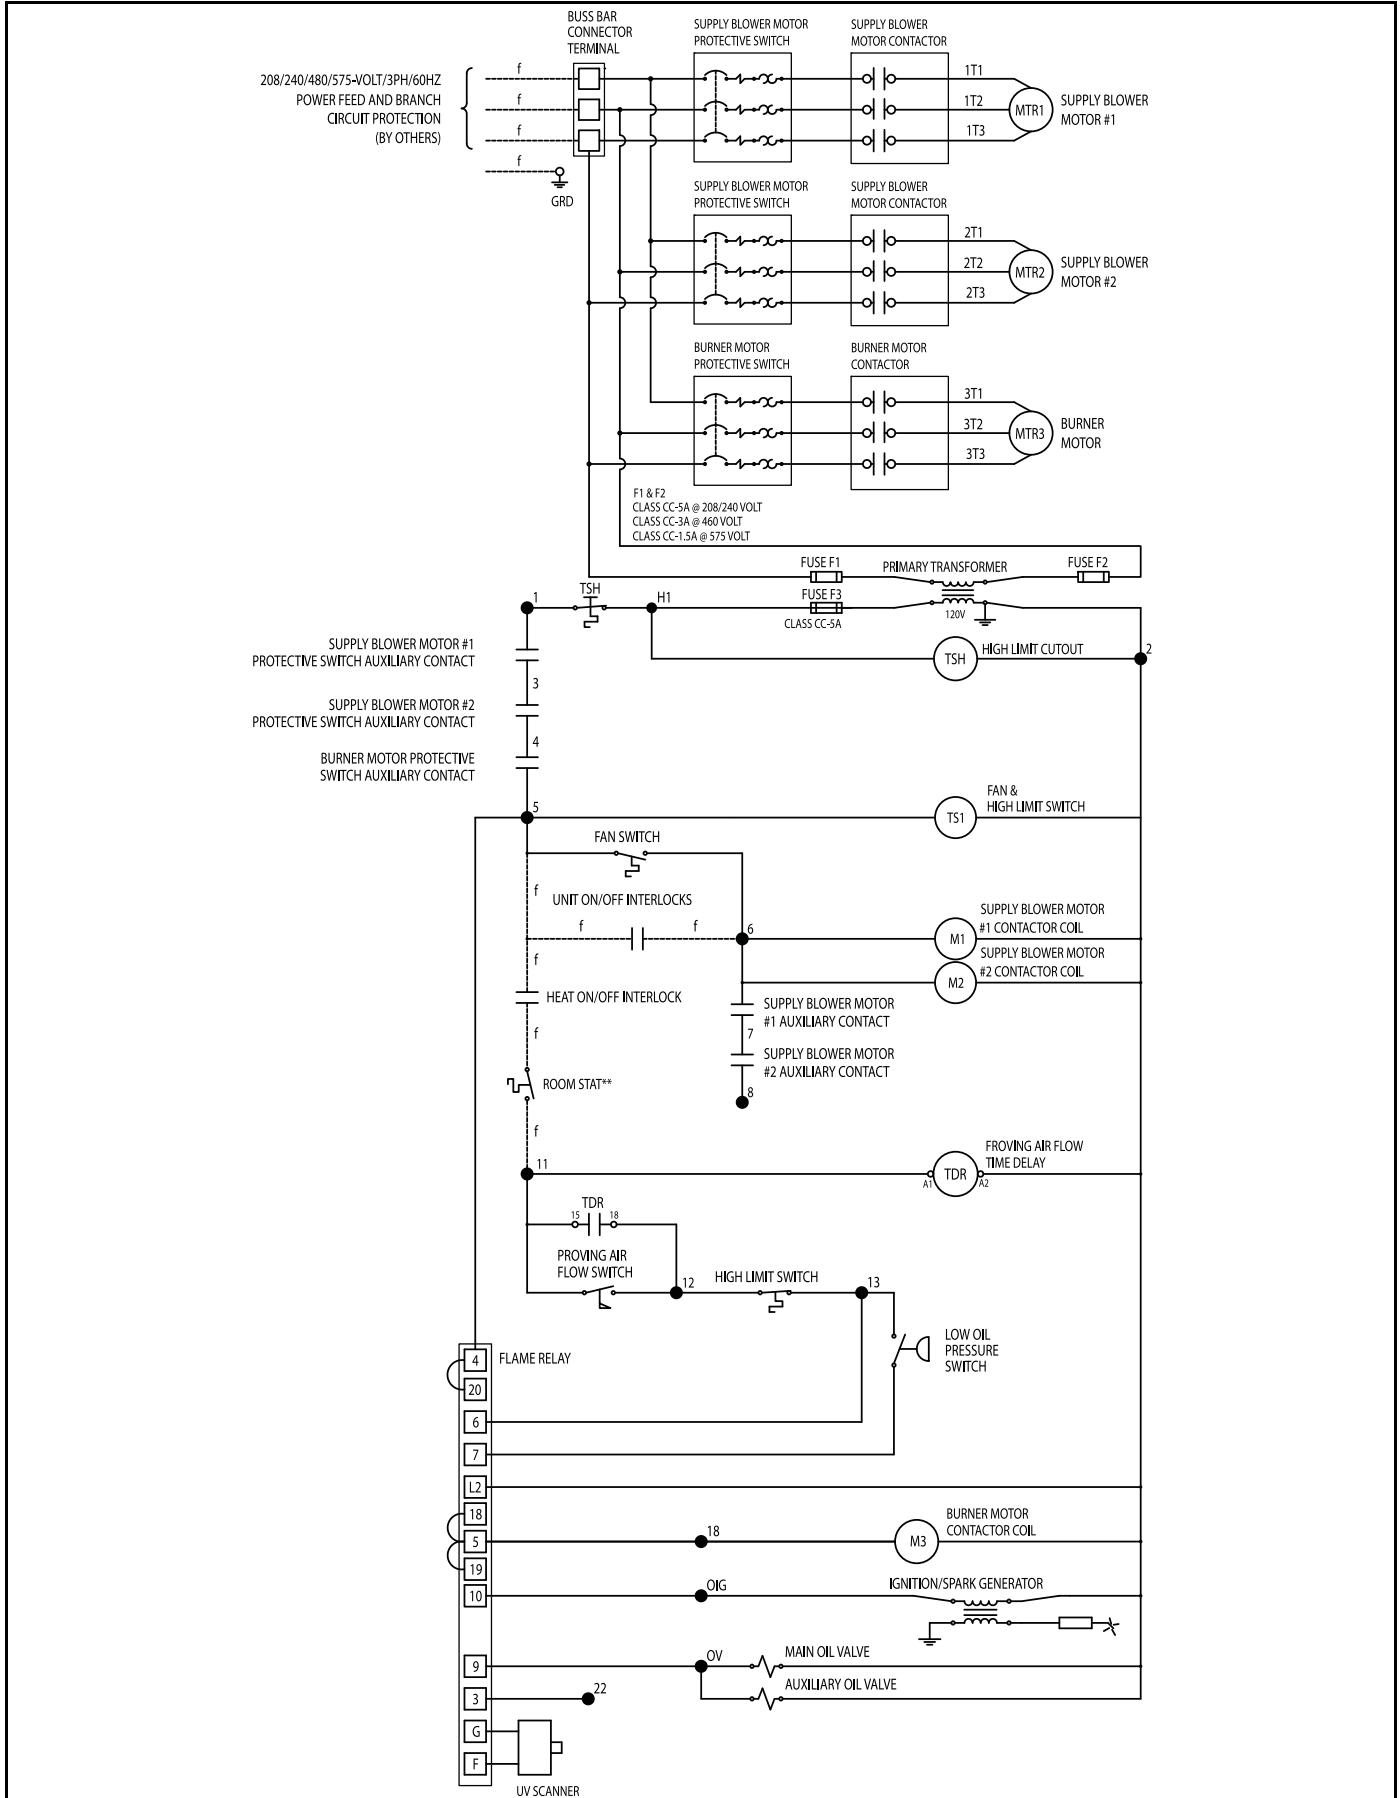 BUSS BAR
CONNECTOR
TERMINAL
SUPPLY BLOWER MOTOR
PROTECTIVE SWITCH
SUPPLY BLOWER
MOTOR CONTACTOR
208/240/480/575-VOLT/3PH/60HZ
POWER FEED AND BRANCH
CIRCUIT PROTECTION
(BY OTHERS)
f
f
f
f
GRD
1T1
1T2
1T3
MTR1
SUPPLY BLOWER
MOTOR #1
SUPPLY BLOWER MOTOR
PROTECTIVE SWITCH
SUPPLY BLOWER
MOTOR CONTACTOR
2T1
2T2
2T3
MTR2
SUPPLY BLOWER
MOTOR #2
BURNER MOTOR
PROTECTIVE SWITCH
BURNER MOTOR
CONTACTOR
3T1
3T2
3T3
MTR3
BURNER
MOTOR
F1 & F2
CLASS CC-5A @ 208/240 VOLT
CLASS CC-3A @ 460 VOLT
CLASS CC-1.5A @ 575 VOLT
FUSE F1
PRIMARY TRANSFORMER
FUSE F2
1
TSH
H1
FUSE F3
CLASS CC-5A
120V
SUPPLY BLOWER MOTOR #1
PROTECTIVE SWITCH AUXILIARY CONTACT
TSH
HIGH LIMIT CUTOUT
2
3
SUPPLY BLOWER MOTOR #2
PROTECTIVE SWITCH AUXILIARY CONTACT
4
BURNER MOTOR PROTECTIVE
SWITCH AUXILIARY CONTACT
5
TS1
FAN &
HIGH LIMIT SWITCH
FAN SWITCH
f
UNIT ON/OFF INTERLOCKS
f
f
6
M1
SUPPLY BLOWER MOTOR
#1 CONTACTOR COIL
f
M2
SUPPLY BLOWER MOTOR
#2 CONTACTOR COIL
HEAT ON/OFF INTERLOCK
SUPPLY BLOWER MOTOR
#1 AUXILIARY CONTACT
f
7
SUPPLY BLOWER MOTOR
#2 AUXILIARY CONTACT
ROOM STAT**
8
f
11
A1
TDR
A2
FROVING AIR FLOW
TIME DELAY
TDR
15
18
PROVING AIR
FLOW SWITCH
12
HIGH LIMIT SWITCH
13
LOW OIL
PRESSURE
SWITCH
4
FLAME RELAY
20
6
7
L2
18
5
18
M3
BURNER MOTOR
CONTACTOR COIL
19
10
OIG
IGNITION/SPARK GENERATOR
9
OV
MAIN OIL VALVE
3
22
AUXILIARY OIL VALVE
G
F
UV SCANNER